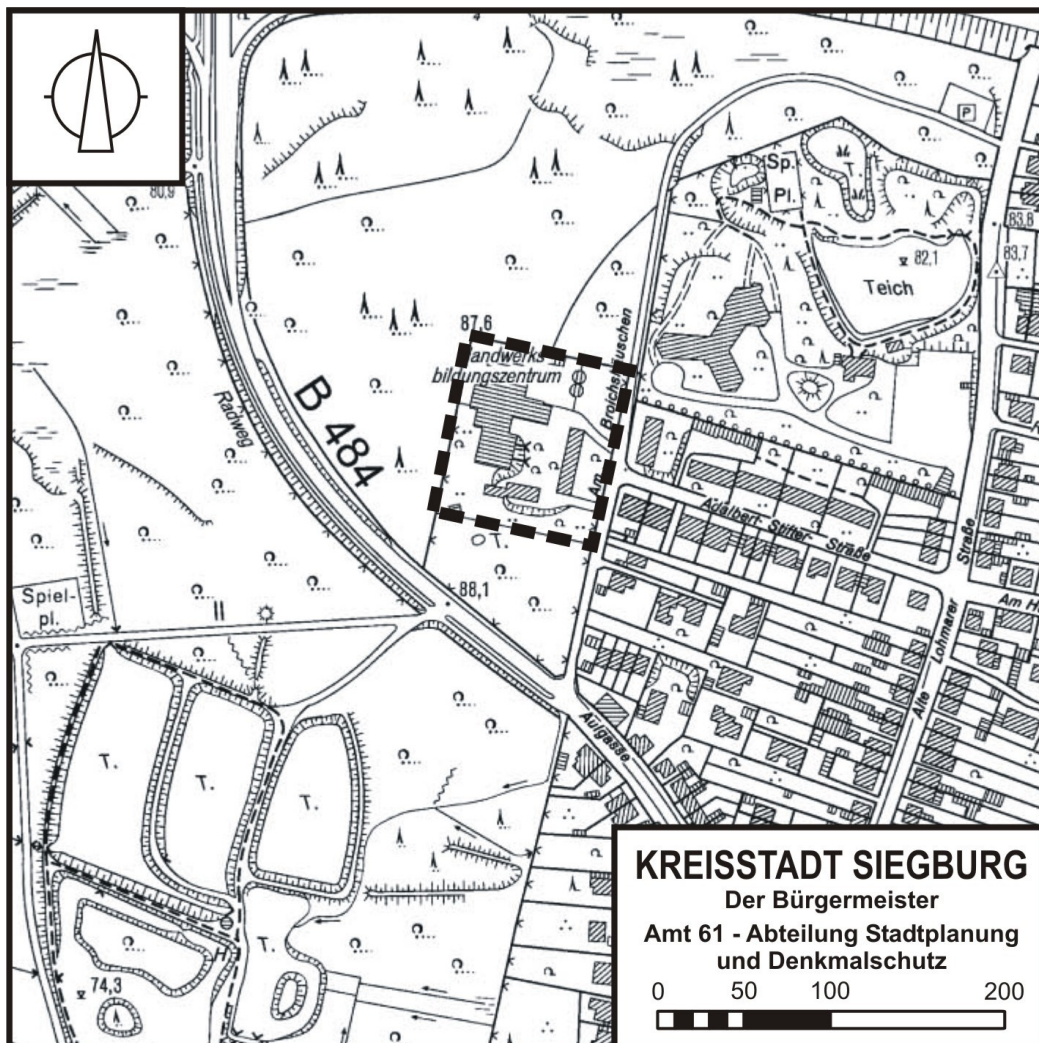 80,9
P
Sp.
Pl.
T.
83,8
83,7
82,1
Teich
87,6
Handwerks
bildungszentrum
Am Brolchshäuschen
Radweg
B 484
Adalbert-Stifter-Straße
T.
88,1
Spiel-
pl.
II
Am H
Alte Lohmarer Straße
Aulgasse
T.
T.
T.
T.
H
74,3
KREISSTADT SIEGBURG
Der Bürgermeister
Amt 61 - Abteilung Stadtplanung
und Denkmalschutz
0 50 100 200